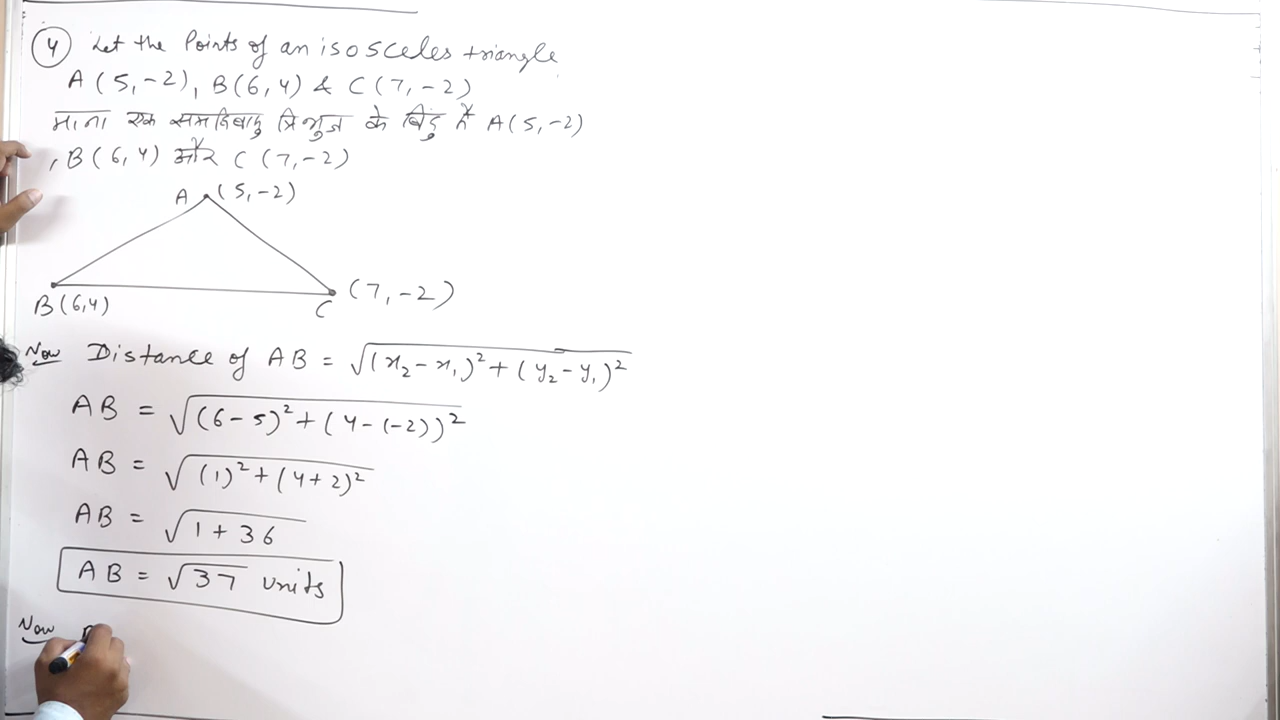 ④ Let the Points of an isosceles triangle
A(5,-2), B(6,4) & C(7,-2)
माना एक समद्विबाहु त्रिभुज के बिंदु हैं A(5,-2)
, B(6,4) और C(7,-2)
A (5,-2)
B(6,4)
C (7,-2)
Now Distance of AB = √((x₂-x₁)²+(y₂-y₁)²)
AB = √((6-5)²+(4-(-2))²)
AB = √((1)²+(4+2)²)
AB = √(1+36)
AB = √37 units
Now